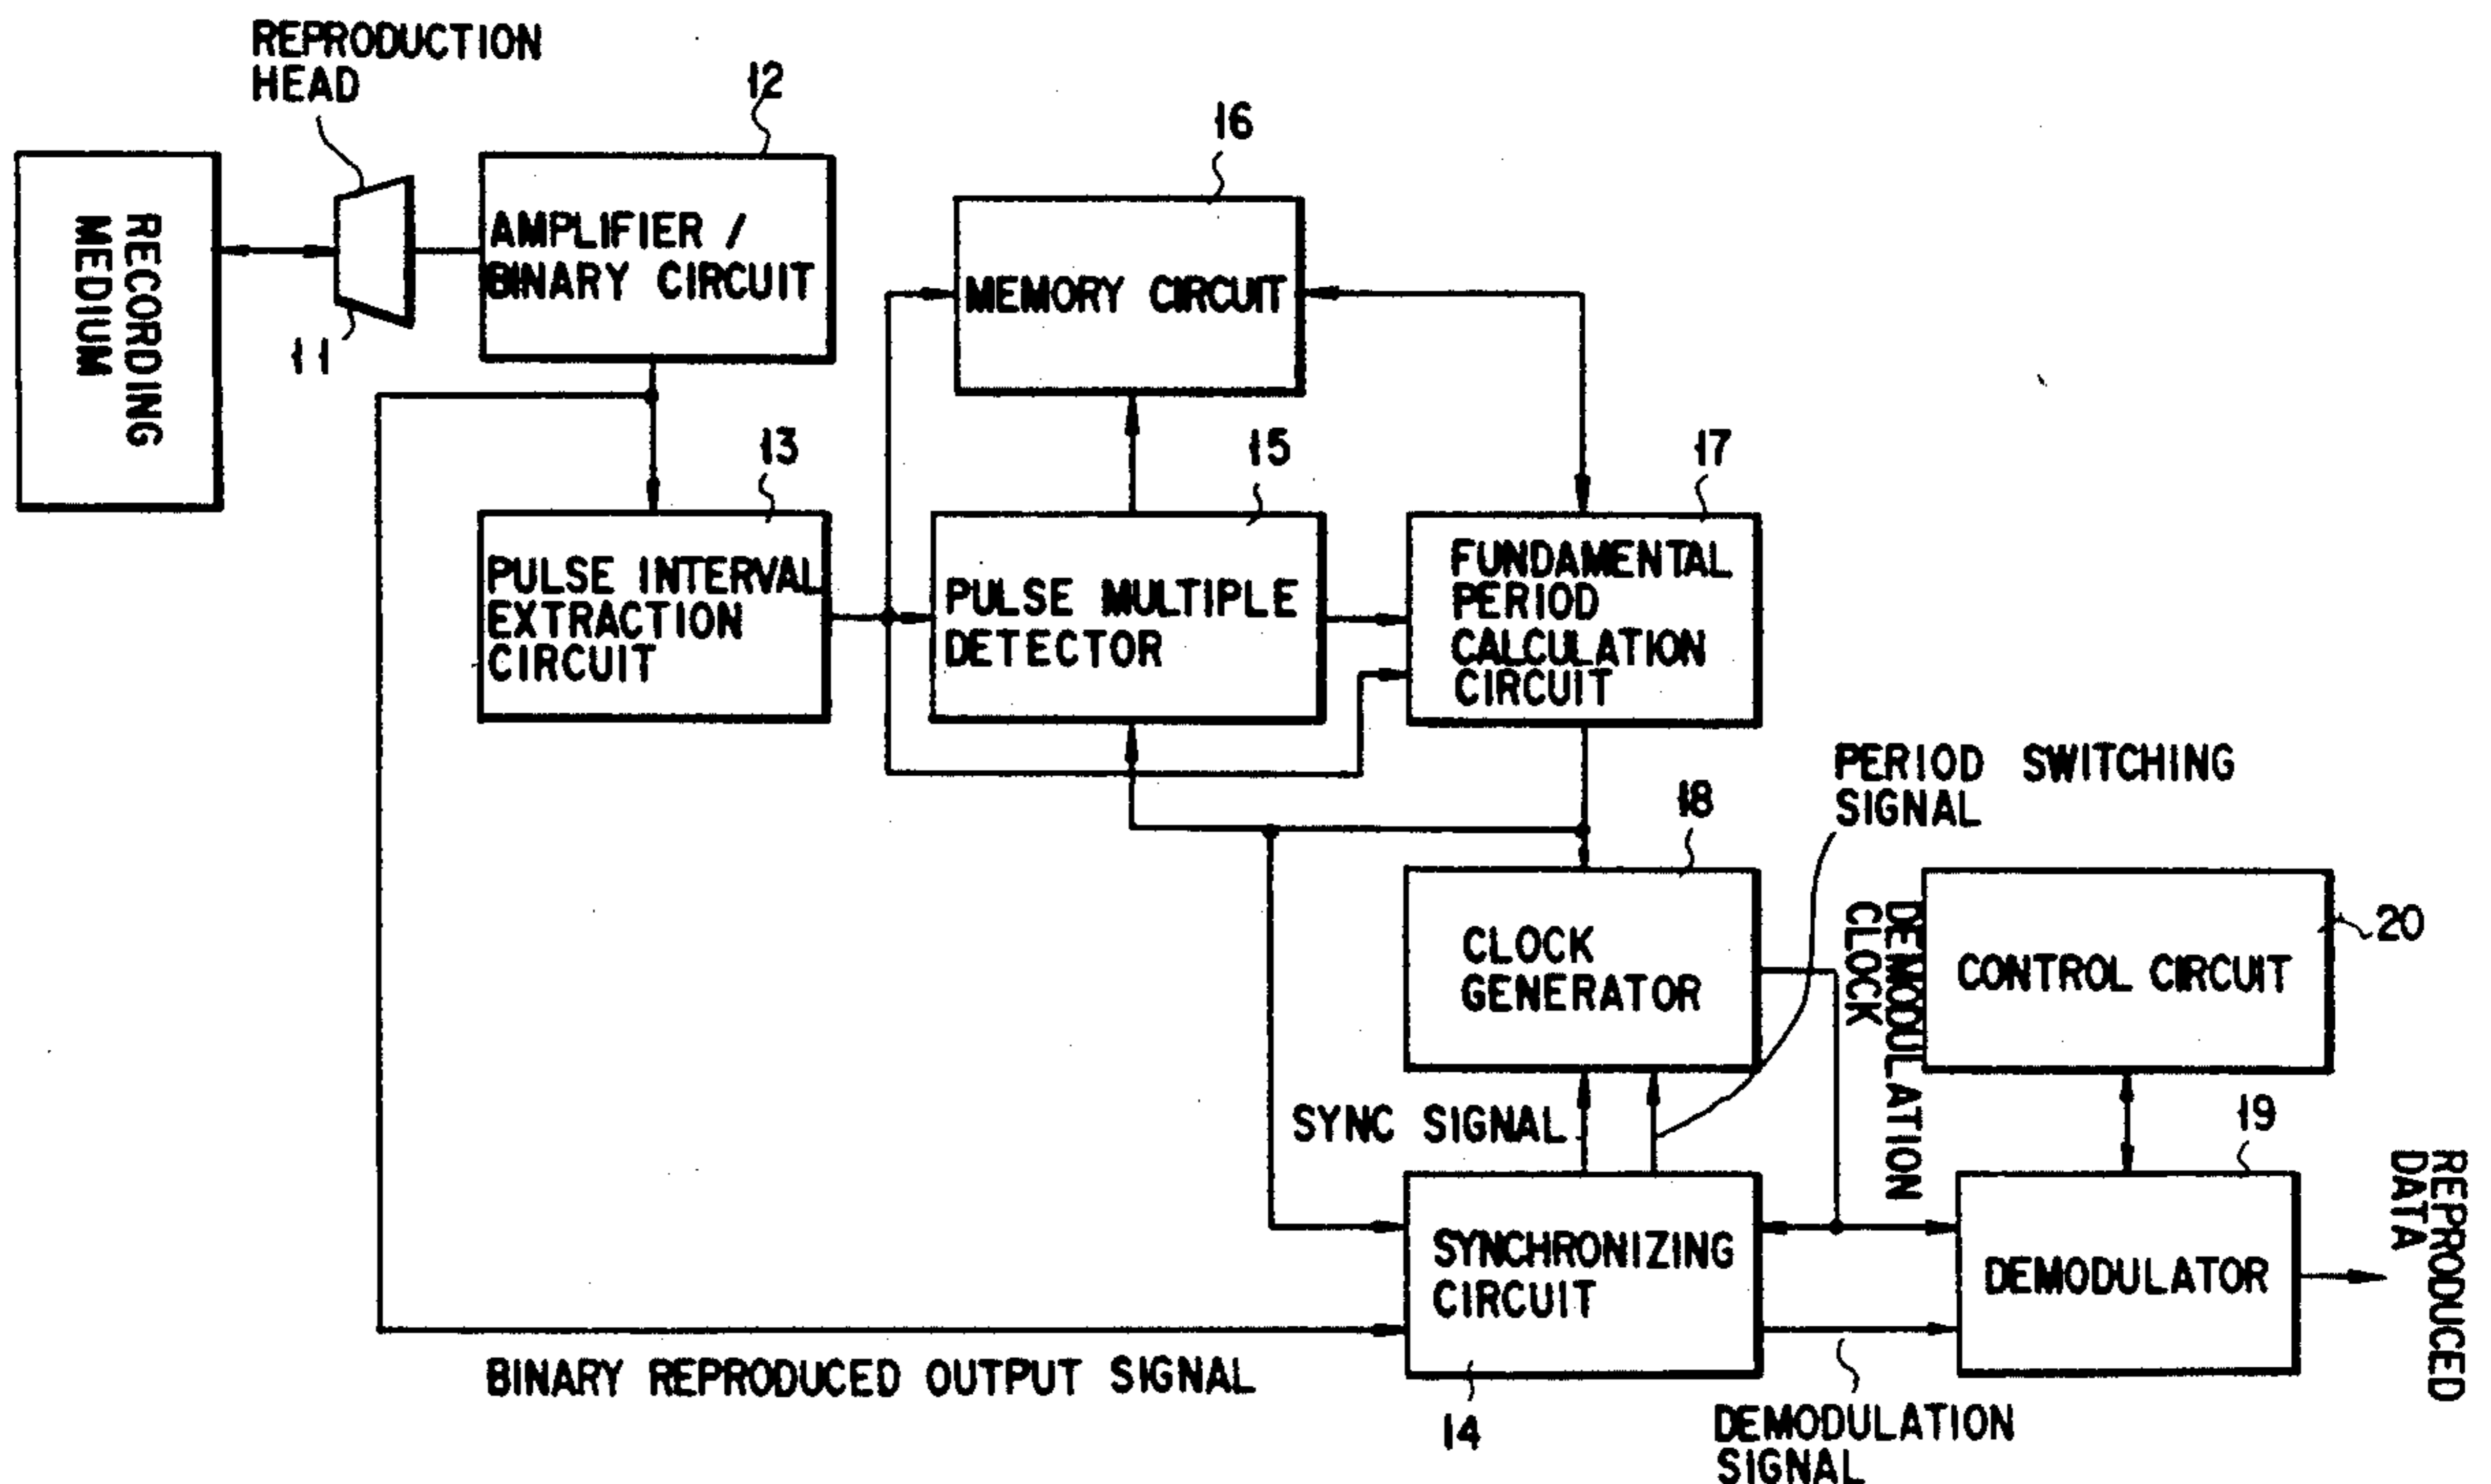 REPRODUCTION
HEAD
12
16
RECORDING
MEDIUM
11
AMPLIFIER /
BINARY CIRCUIT
MEMORY CIRCUIT
13
15
17
PULSE INTERVAL
EXTRACTION
CIRCUIT
PULSE MULTIPLE
DETECTOR
FUNDAMENTAL
PERIOD
CALCULATION
CIRCUIT
PERIOD SWITCHING
SIGNAL
18
CLOCK
GENERATOR
DEMODULATION
CLOCK
CONTROL CIRCUIT
20
SYNC SIGNAL
19
SYNCHRONIZING
CIRCUIT
DEMODULATOR
REPRODUCED
DATA
BINARY REPRODUCED OUTPUT SIGNAL
14
DEMODULATION
SIGNAL